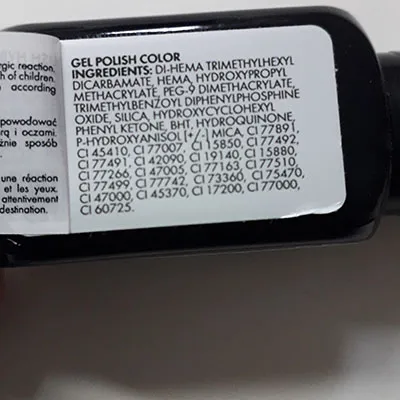 GEL POLISH COLOR
INGREDIENTS: DI-HEMA TRIMETHYLHEXYL
DICARBAMATE, HEMA, HYDROXYPROPYL
METHACRYLATE, PEG-9 DIMETHACRYLATE,
TRIMETHYLBENZOYL DIPHENYLPHOSPHINE
OXIDE, SILICA, HYDROXYCYCLOHEXYL
PHENYL KETONE, BHT, HYDROQUINONE,
P-HYDROXYANISOL [+/-] MICA, CI 77891,
CI 45410, CI 77007, CI 15850, CI 77492,
CI 77491, CI 42090, CI 19140, CI 15880,
CI 77266, CI 47005, CI 77163, CI 77510,
CI 77499, CI 77742, CI 73360, CI 75470,
CI 47000, CI 45370, CI 17200, CI 77000,
CI 60725.
rgic reaction.
h of children.
according
powodować
rą i oczami.
żnie sposób
une réaction
et les yeux.
attentivement
destination.